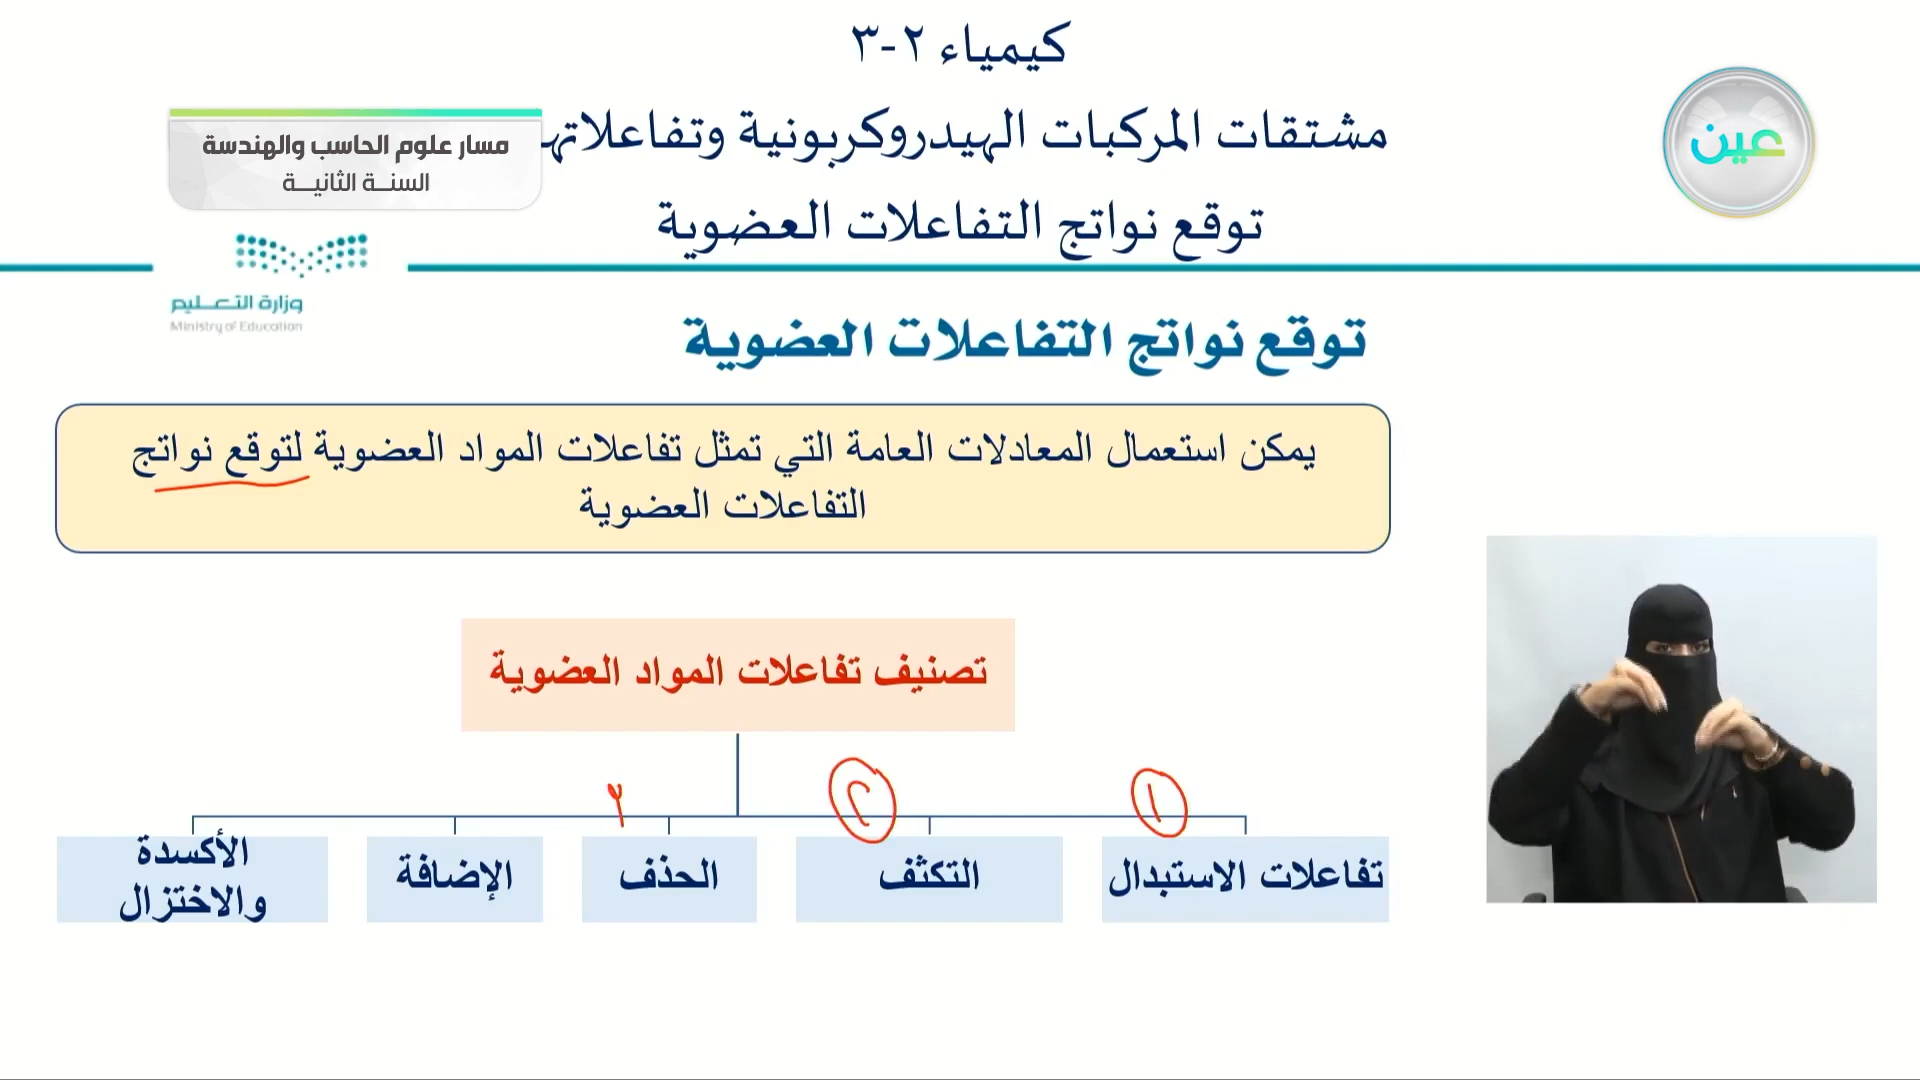 كيمياء ٢-٣
مشتقات المركبات الهيدروكربونية وتفاعلاتها
عين
مسار علوم الحاسب والهندسة
السنة الثانية
توقع نواتج التفاعلات العضوية
وزارة التعليم
Ministry of Education
توقع نواتج التفاعلات العضوية
يمكن استعمال المعادلات العامة التي تمثل تفاعلات المواد العضوية لتوقع نواتج
التفاعلات العضوية
تصنيف تفاعلات المواد العضوية
١
٢
٣
تفاعلات الاستبدال
التكثف
الحذف
الإضافة
الأكسدة
والاختزال